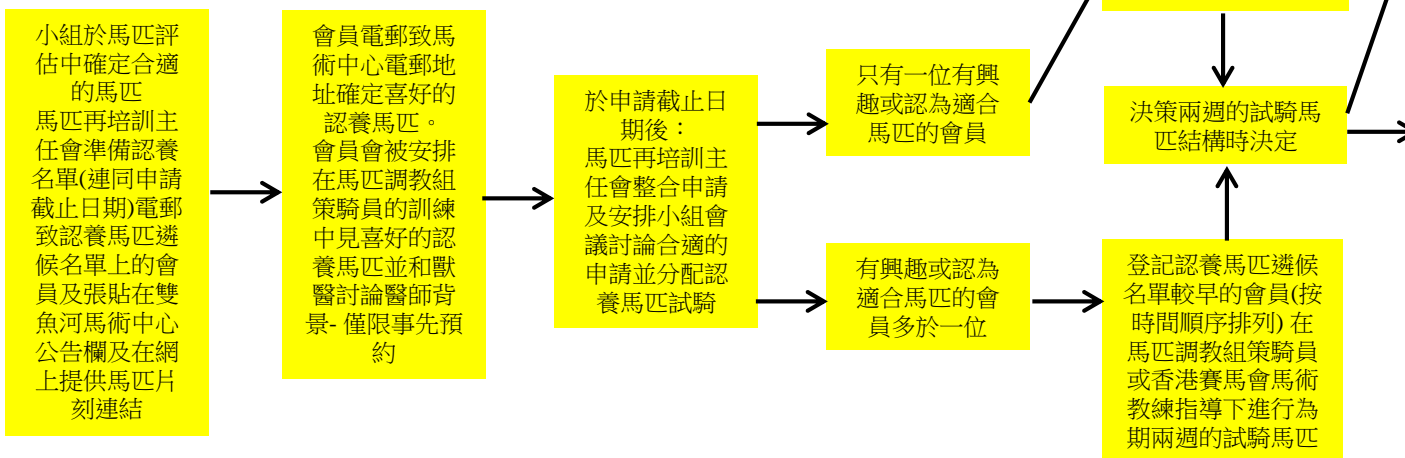 小組於馬匹評
估中確定合適
的馬匹
馬匹再培訓主
任會準備認養
名單(連同申請
截止日期)電郵
致認養馬匹遴
候名單上的會
員及張貼在雙
魚河馬術中心
公告欄及在網
上提供馬匹片
刻連結
會員電郵致馬
術中心電郵地
址確定喜好的
認養馬匹。
會員會被安排
在馬匹調教組
策騎員的訓練
中見喜好的認
養馬匹並和獸
醫討論醫師背
景- 僅限事先預
約
於申請截止日
期後：
馬匹再培訓主
任會整合申請
及安排小組會
議討論合適的
申請並分配認
養馬匹試騎
只有一位有興
趣或認為適合
馬匹的會員
有興趣或認為
適合馬匹的會
員多於一位
決策兩週的試騎馬
匹結構時決定
登記認養馬匹遴候
名單較早的會員(按
時間順序排列) 在
馬匹調教組策騎員
或香港賽馬會馬術
教練指導下進行為
期兩週的試騎馬匹